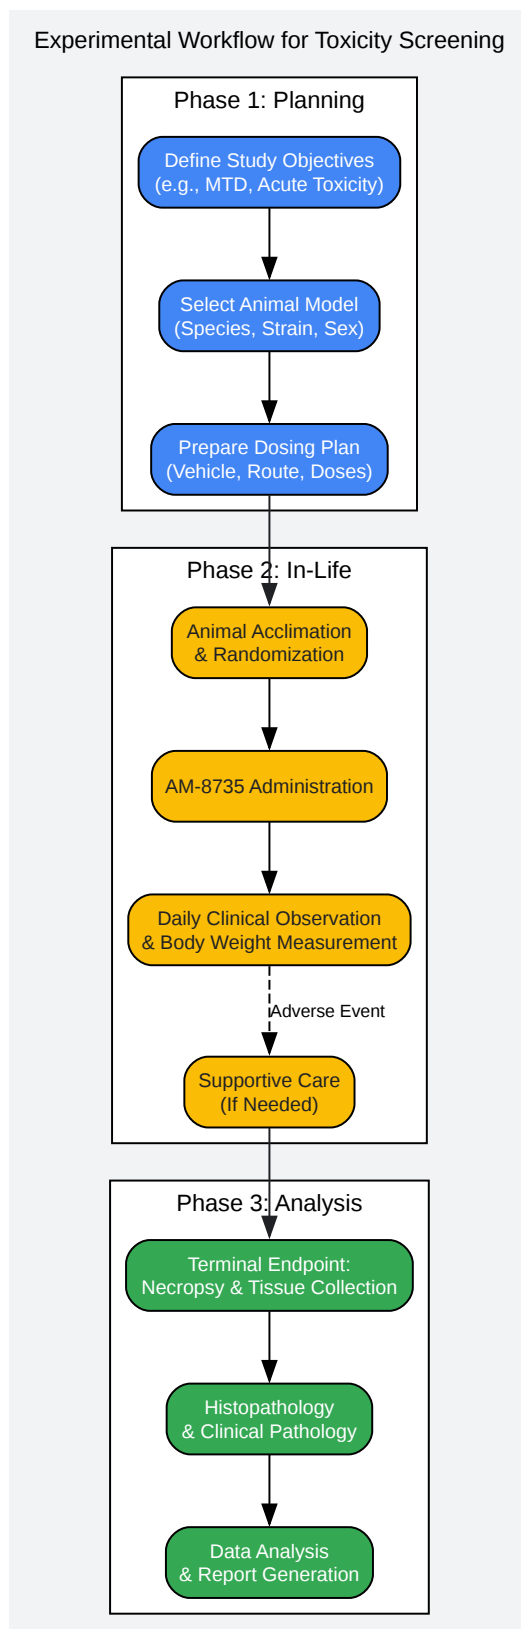 Experimental Workflow for Toxicity Screening
Phase 1: Planning
Define Study Objectives
(e.g., MTD, Acute Toxicity)
Select Animal Model
(Species, Strain, Sex)
Prepare Dosing Plan
(Vehicle, Route, Doses)
Phase 2: In-Life
Animal Acclimation
& Randomization
AM-8735 Administration
Daily Clinical Observation
& Body Weight Measurement
Adverse Event
Supportive Care
(If Needed)
Phase 3: Analysis
Terminal Endpoint:
Necropsy & Tissue Collection
Histopathology
& Clinical Pathology
Data Analysis
& Report Generation